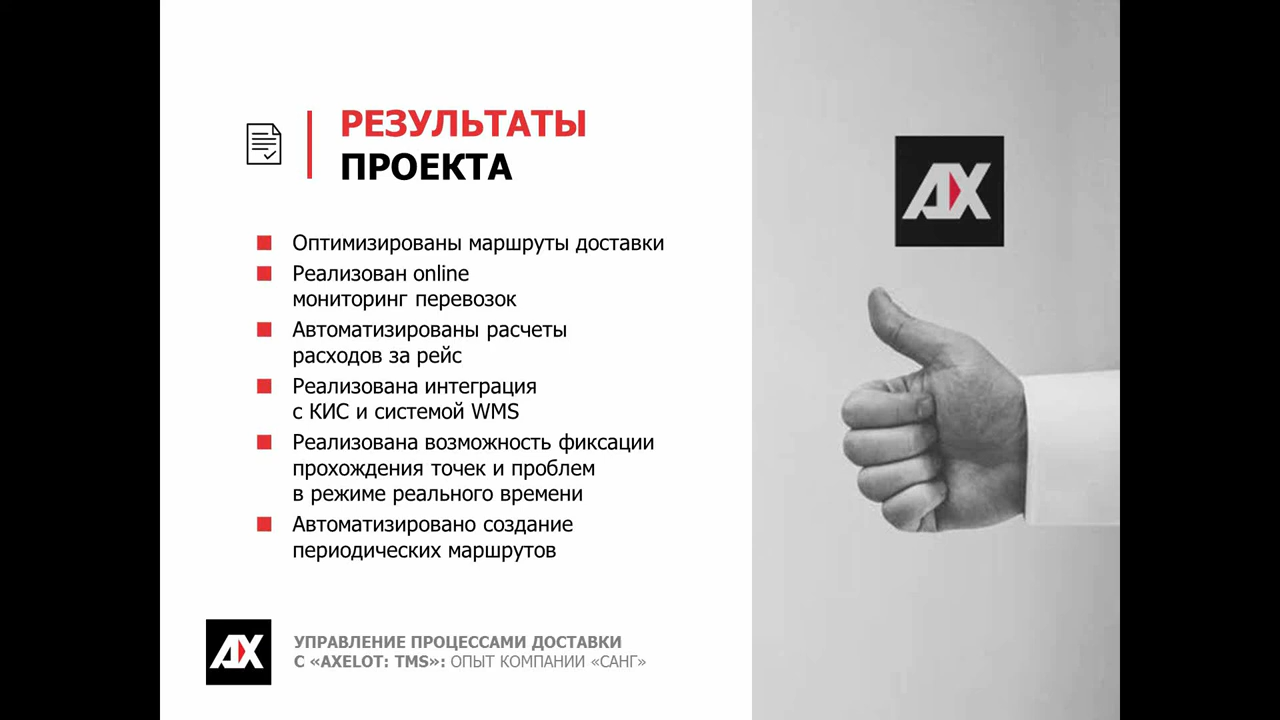 РЕЗУЛЬТАТЫ
ПРОЕКТА
Оптимизированы маршруты доставки
Реализован online
мониторинг перевозок
Автоматизированы расчеты
расходов за рейс
Реализована интеграция
с КИС и системой WMS
Реализована возможность фиксации
прохождения точек и проблем
в режиме реального времени
Автоматизировано создание
периодических маршрутов
AX
AX
УПРАВЛЕНИЕ ПРОЦЕССАМИ ДОСТАВКИ
С «AXELOT: TMS»: ОПЫТ КОМПАНИИ «САНГ»